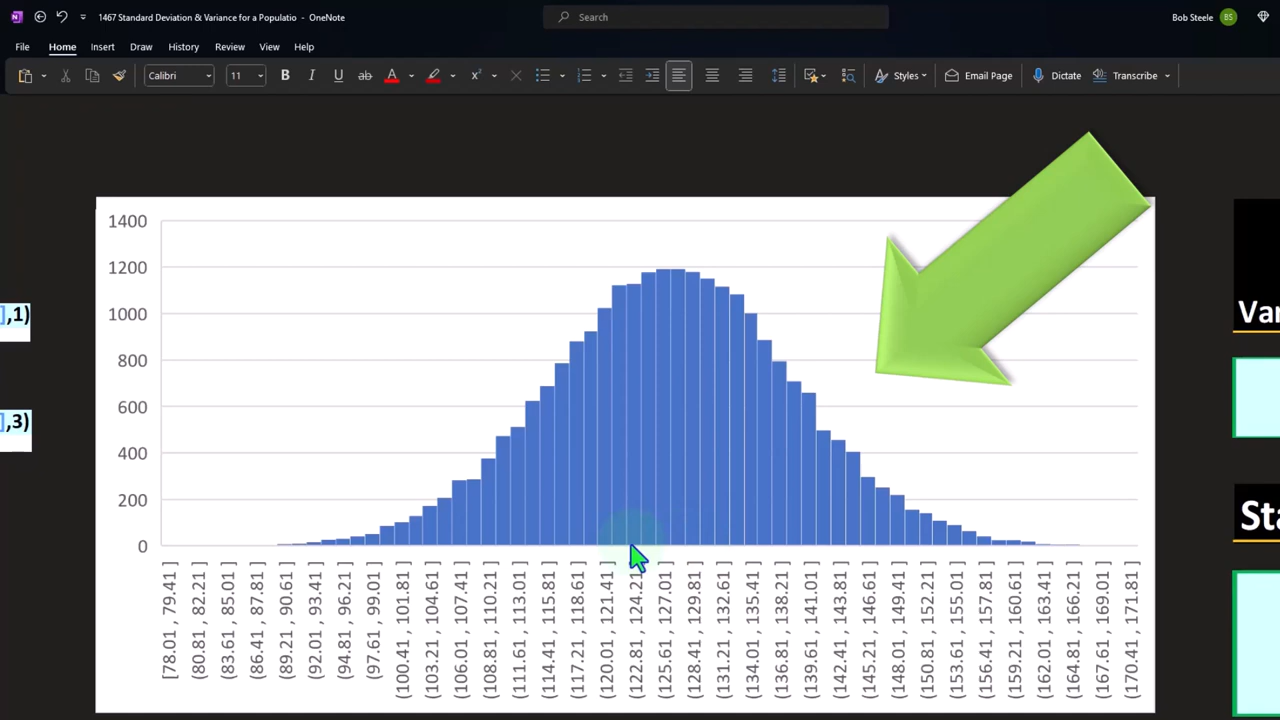 1467 Standard Deviation & Variance for a Populatio - OneNote
Search
Bob Steele BS
File Home Insert Draw History Review View Help
Calibri 11 B I U ab A x² Styles Email Page Dictate Transcribe
1400
1200
1000
800
600
400
200
0
],1)
],3)
Var
Sta
[78.01 , 79.41 ]
(80.81 , 82.21 ]
(83.61 , 85.01 ]
(86.41 , 87.81 ]
(89.21 , 90.61 ]
(92.01 , 93.41 ]
(94.81 , 96.21 ]
(97.61 , 99.01 ]
(100.41 , 101.81 ]
(103.21 , 104.61 ]
(106.01 , 107.41 ]
(108.81 , 110.21 ]
(111.61 , 113.01 ]
(114.41 , 115.81 ]
(117.21 , 118.61 ]
(120.01 , 121.41 ]
(122.81 , 124.21 ]
(125.61 , 127.01 ]
(128.41 , 129.81 ]
(131.21 , 132.61 ]
(134.01 , 135.41 ]
(136.81 , 138.21 ]
(139.61 , 141.01 ]
(142.41 , 143.81 ]
(145.21 , 146.61 ]
(148.01 , 149.41 ]
(150.81 , 152.21 ]
(153.61 , 155.01 ]
(156.41 , 157.81 ]
(159.21 , 160.61 ]
(162.01 , 163.41 ]
(164.81 , 166.21 ]
(167.61 , 169.01 ]
(170.41 , 171.81 ]